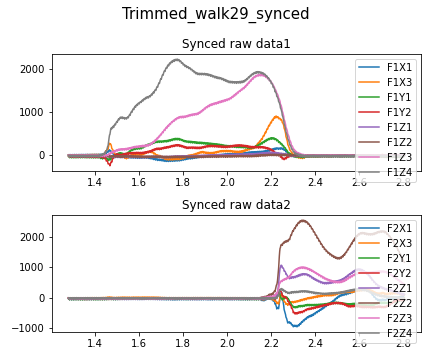 Trimmed_walk29_synced
Synced raw data1
2000
1000
0
F1X1
F1X3
F1Y1
F1Y2
F1Z1
F1Z2
F1Z3
F1Z4
1.4 1.6 1.8 2.0 2.2 2.4 2.6 2.8
Synced raw data2
2000
1000
0
−1000
F2X1
F2X3
F2Y1
F2Y2
F2Z1
F2Z2
F2Z3
F2Z4
1.4 1.6 1.8 2.0 2.2 2.4 2.6 2.8